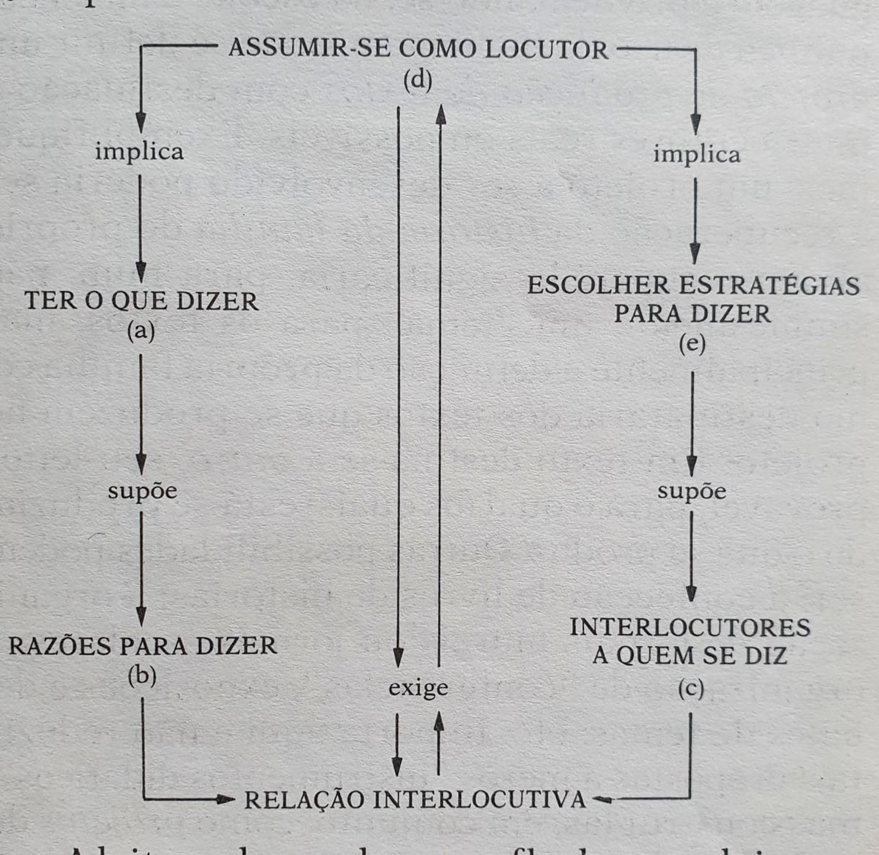 ASSUMIR-SE COMO LOCUTOR
(d)
implica
implica
TER O QUE DIZER
(a)
ESCOLHER ESTRATÉGIAS
PARA DIZER
(e)
supõe
supõe
RAZÕES PARA DIZER
(b)
INTERLOCUTORES
A QUEM SE DIZ
(c)
exige
RELAÇÃO INTERLOCUTIVA